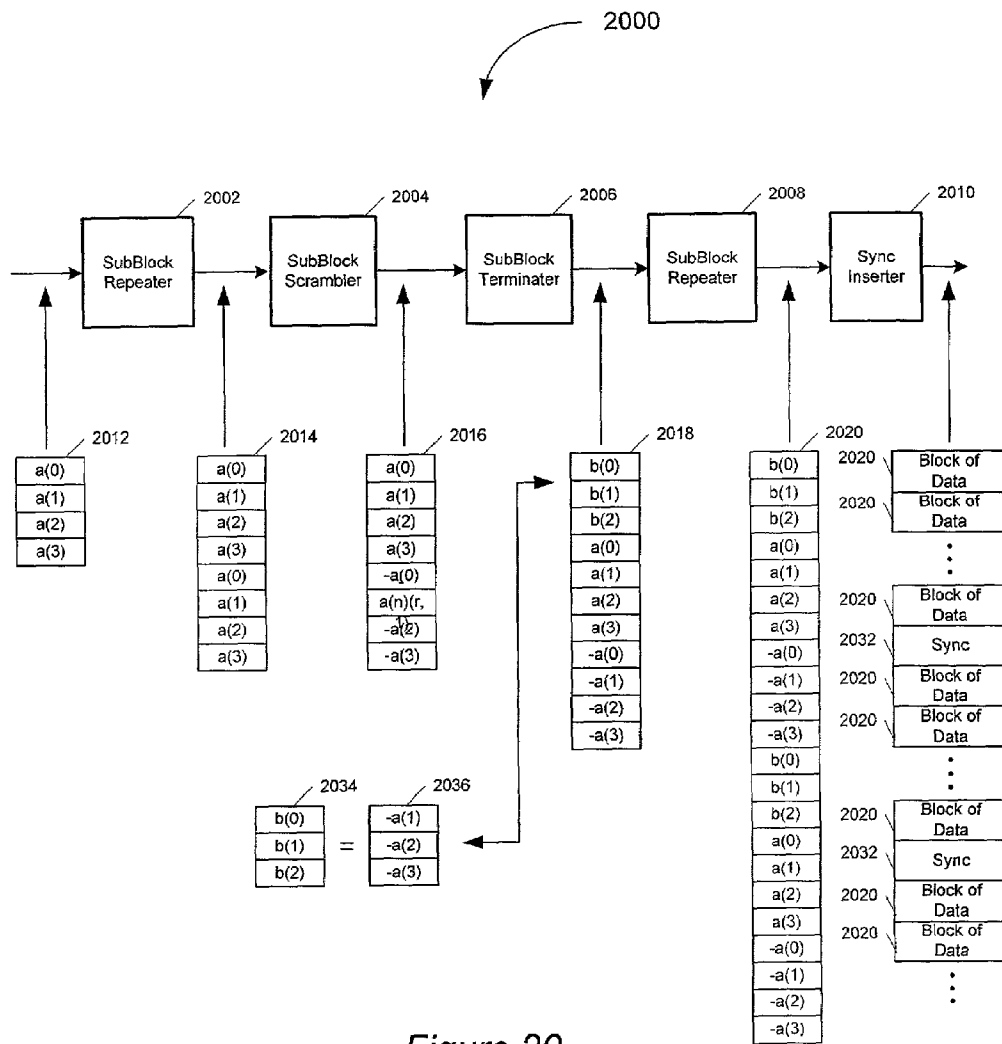 2000
2002
2004
2006
2008
2010
SubBlock
Repeater
SubBlock
Scrambler
SubBlock
Terminater
SubBlock
Repeater
Sync
Inserter
2012
a(0)
a(1)
a(2)
a(3)
2014
a(0)
a(1)
a(2)
a(3)
a(0)
a(1)
a(2)
a(3)
2016
a(0)
a(1)
a(2)
a(3)
-a(0)
a(n)(r,
1)
-a(2)
-a(3)
2018
b(0)
b(1)
b(2)
a(0)
a(1)
a(2)
a(3)
-a(0)
-a(1)
-a(2)
-a(3)
2034
b(0)
b(1)
b(2)
=
2036
-a(1)
-a(2)
-a(3)
2020
b(0)
b(1)
b(2)
a(0)
a(1)
a(2)
a(3)
-a(0)
-a(1)
-a(2)
-a(3)
b(0)
b(1)
b(2)
a(0)
a(1)
a(2)
a(3)
-a(0)
-a(1)
-a(2)
-a(3)
2020
Block of
Data
2020
Block of
Data
2020
Block of
Data
2032
Sync
2020
Block of
Data
2020
Block of
Data
2020
Block of
Data
2032
Sync
2020
Block of
Data
2020
Block of
Data
Figure 20